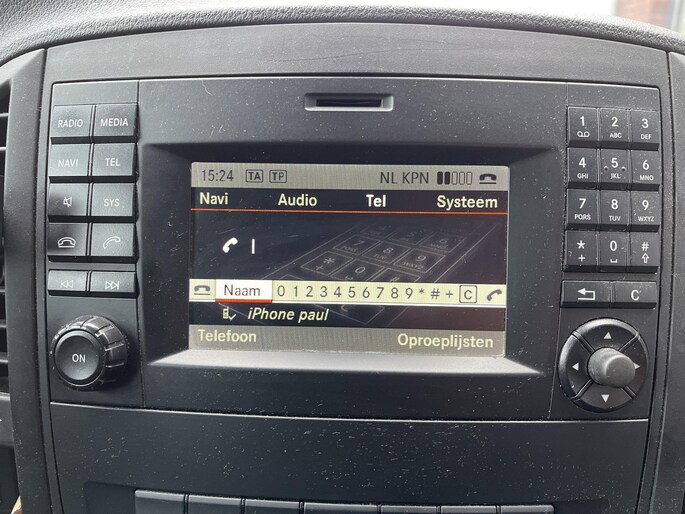 RADIO MEDIA
NAVI TEL
SYS
ON
15:24 TA TP NL KPN
Navi Audio Tel Systeem
Naam 0 1 2 3 4 5 6 7 8 9 * # + C
iPhone paul
Telefoon Oproeplijsten
1 2 ABC 3 DEF
4 GHI 5 JKL 6 MNO
7 PQRS 8 TUV 9 WXYZ
* + 0 #
C